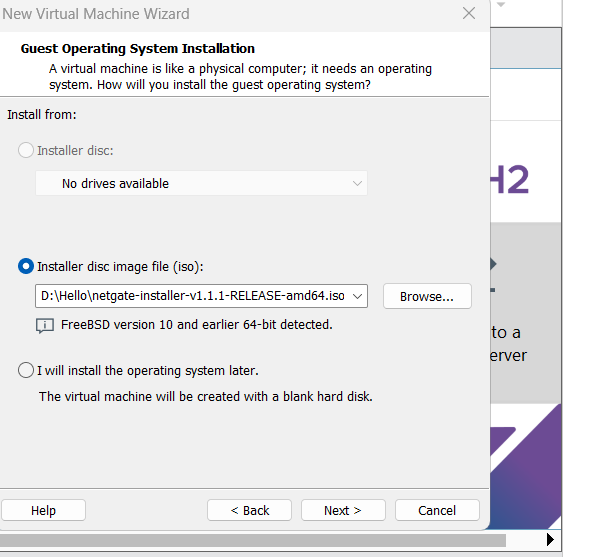 New Virtual Machine Wizard
Guest Operating System Installation
A virtual machine is like a physical computer; it needs an operating
system. How will you install the guest operating system?
Install from:
Installer disc:
No drives available
Installer disc image file (iso):
D:\Hello\netgate-installer-v1.1.1-RELEASE-amd64.iso
Browse...
FreeBSD version 10 and earlier 64-bit detected.
I will install the operating system later.
The virtual machine will be created with a blank hard disk.
Help
< Back
Next >
Cancel
H2
to a
erver